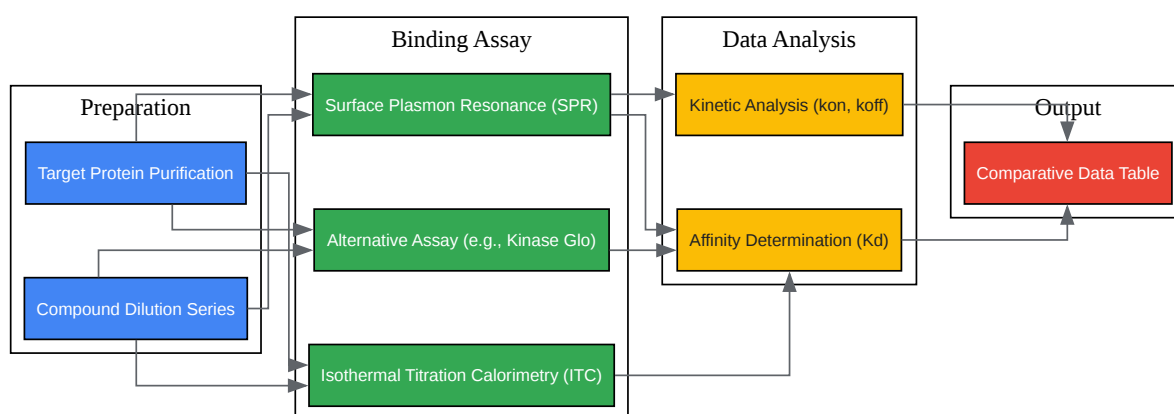 Preparation
Target Protein Purification
Compound Dilution Series
Binding Assay
Surface Plasmon Resonance (SPR)
Alternative Assay (e.g., Kinase Glo)
Isothermal Titration Calorimetry (ITC)
Data Analysis
Kinetic Analysis (kon, koff)
Affinity Determination (Kd)
Output
Comparative Data Table